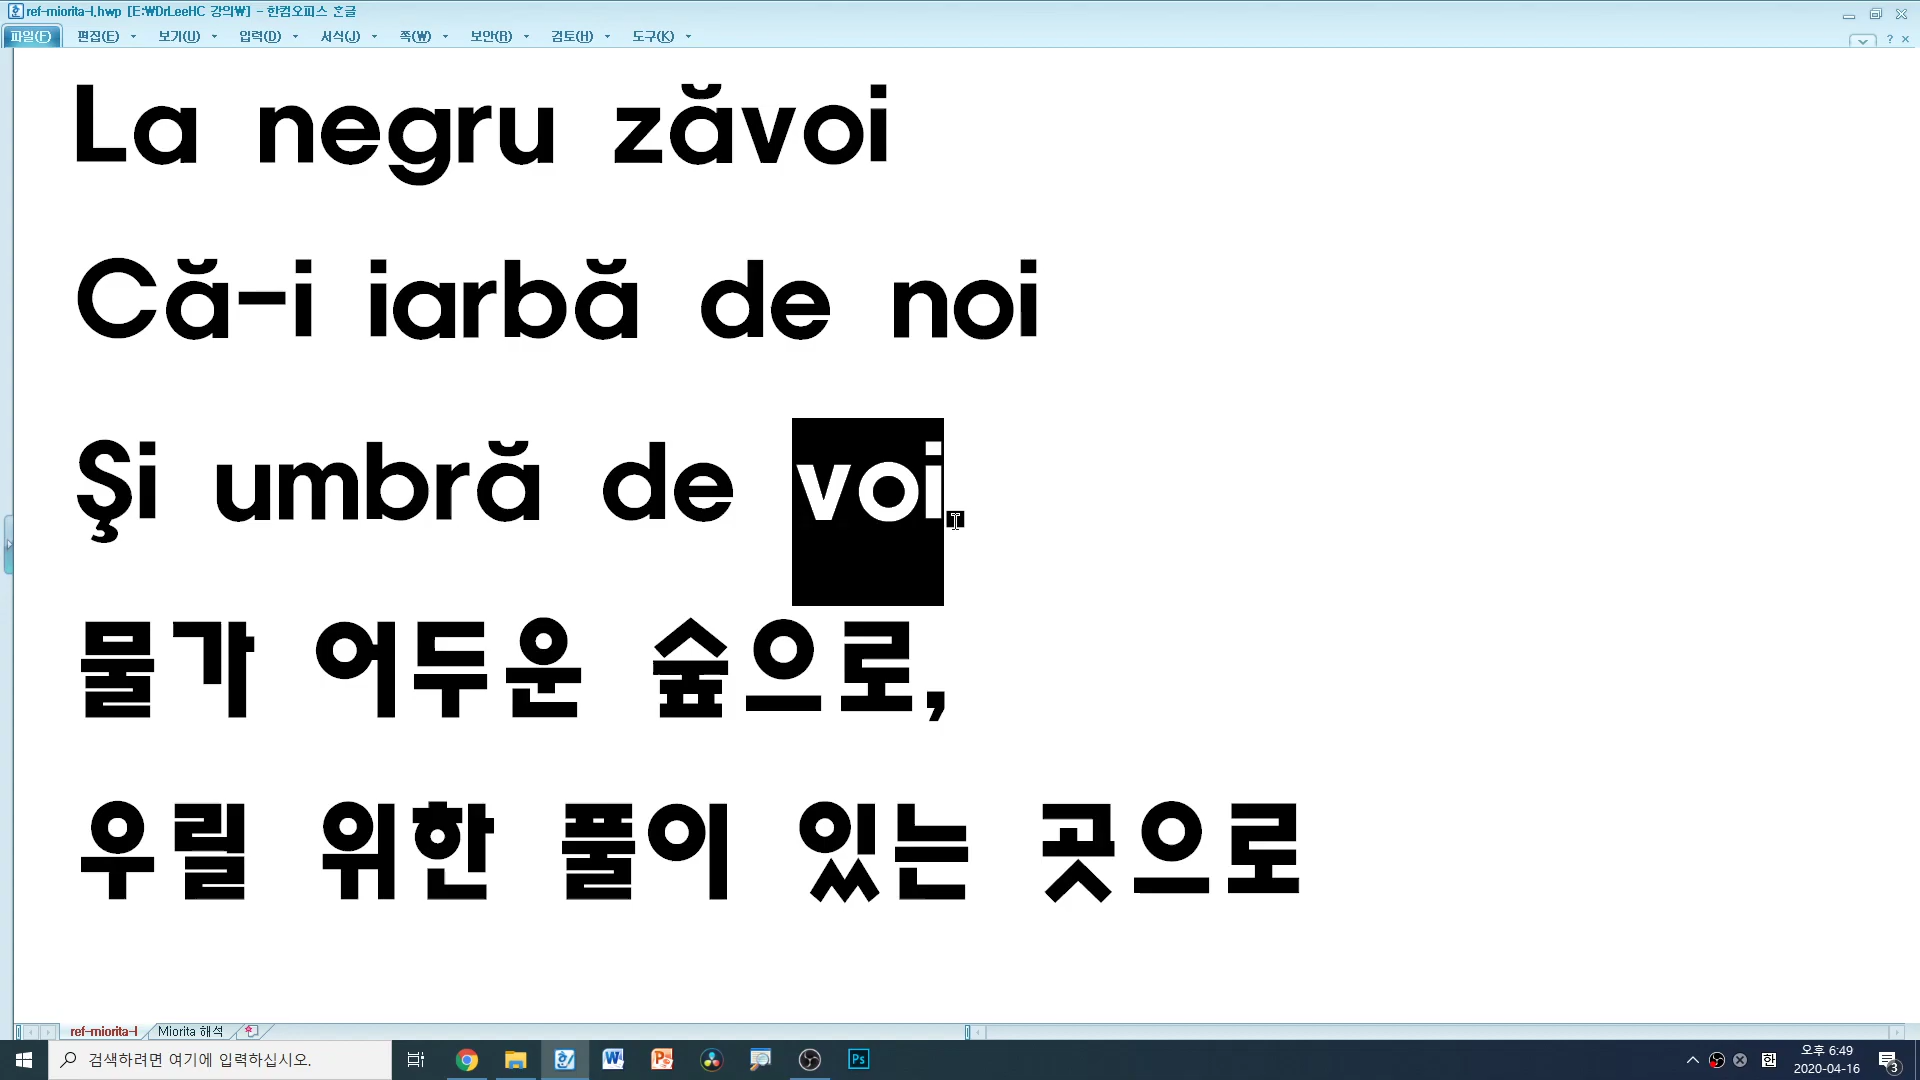 ref-miorita-l.hwp [E:₩DrLeeHC 강의₩] - 한컴오피스 한글
파일(F) 편집(E) 보기(U) 입력(D) 서식(J) 쪽(W) 보안(R) 검토(H) 도구(K)
La negru zăvoi
Că-i iarbă de noi
Şi umbră de voi.
물가 어두운 숲으로,
우릴 위한 풀이 있는 곳으로
ref-miorita-l Miorita 해석
검색하려면 여기에 입력하십시오.
한
오후 6:49
2020-04-16
3